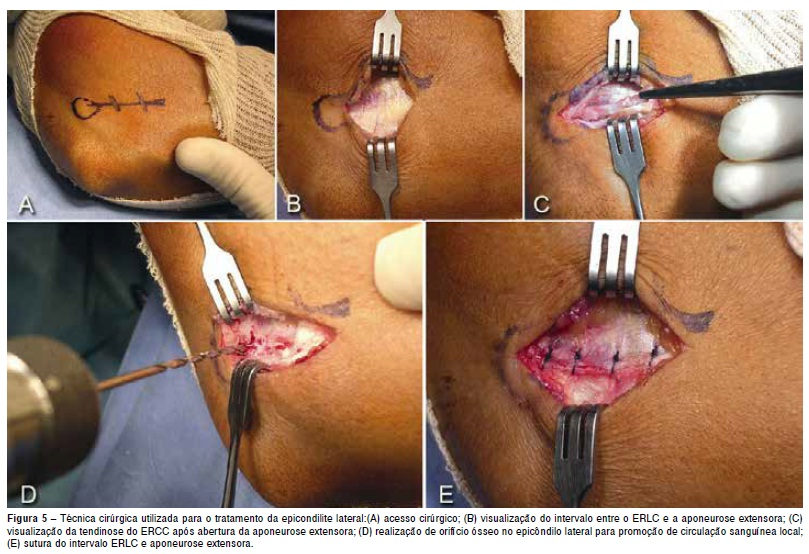 A
B
C
D
E
Figura 5 – Técnica cirúrgica utilizada para o tratamento da epicondilite lateral:(A) acesso cirúrgico; (B) visualização do intervalo entre o ERLC e a aponeurose extensora; (C)
visualização da tendinose do ERCC após abertura da aponeurose extensora; (D) realização de orifício ósseo no epicôndilo lateral para promoção de circulação sanguínea local;
(E) sutura do intervalo ERLC e aponeurose extensora.